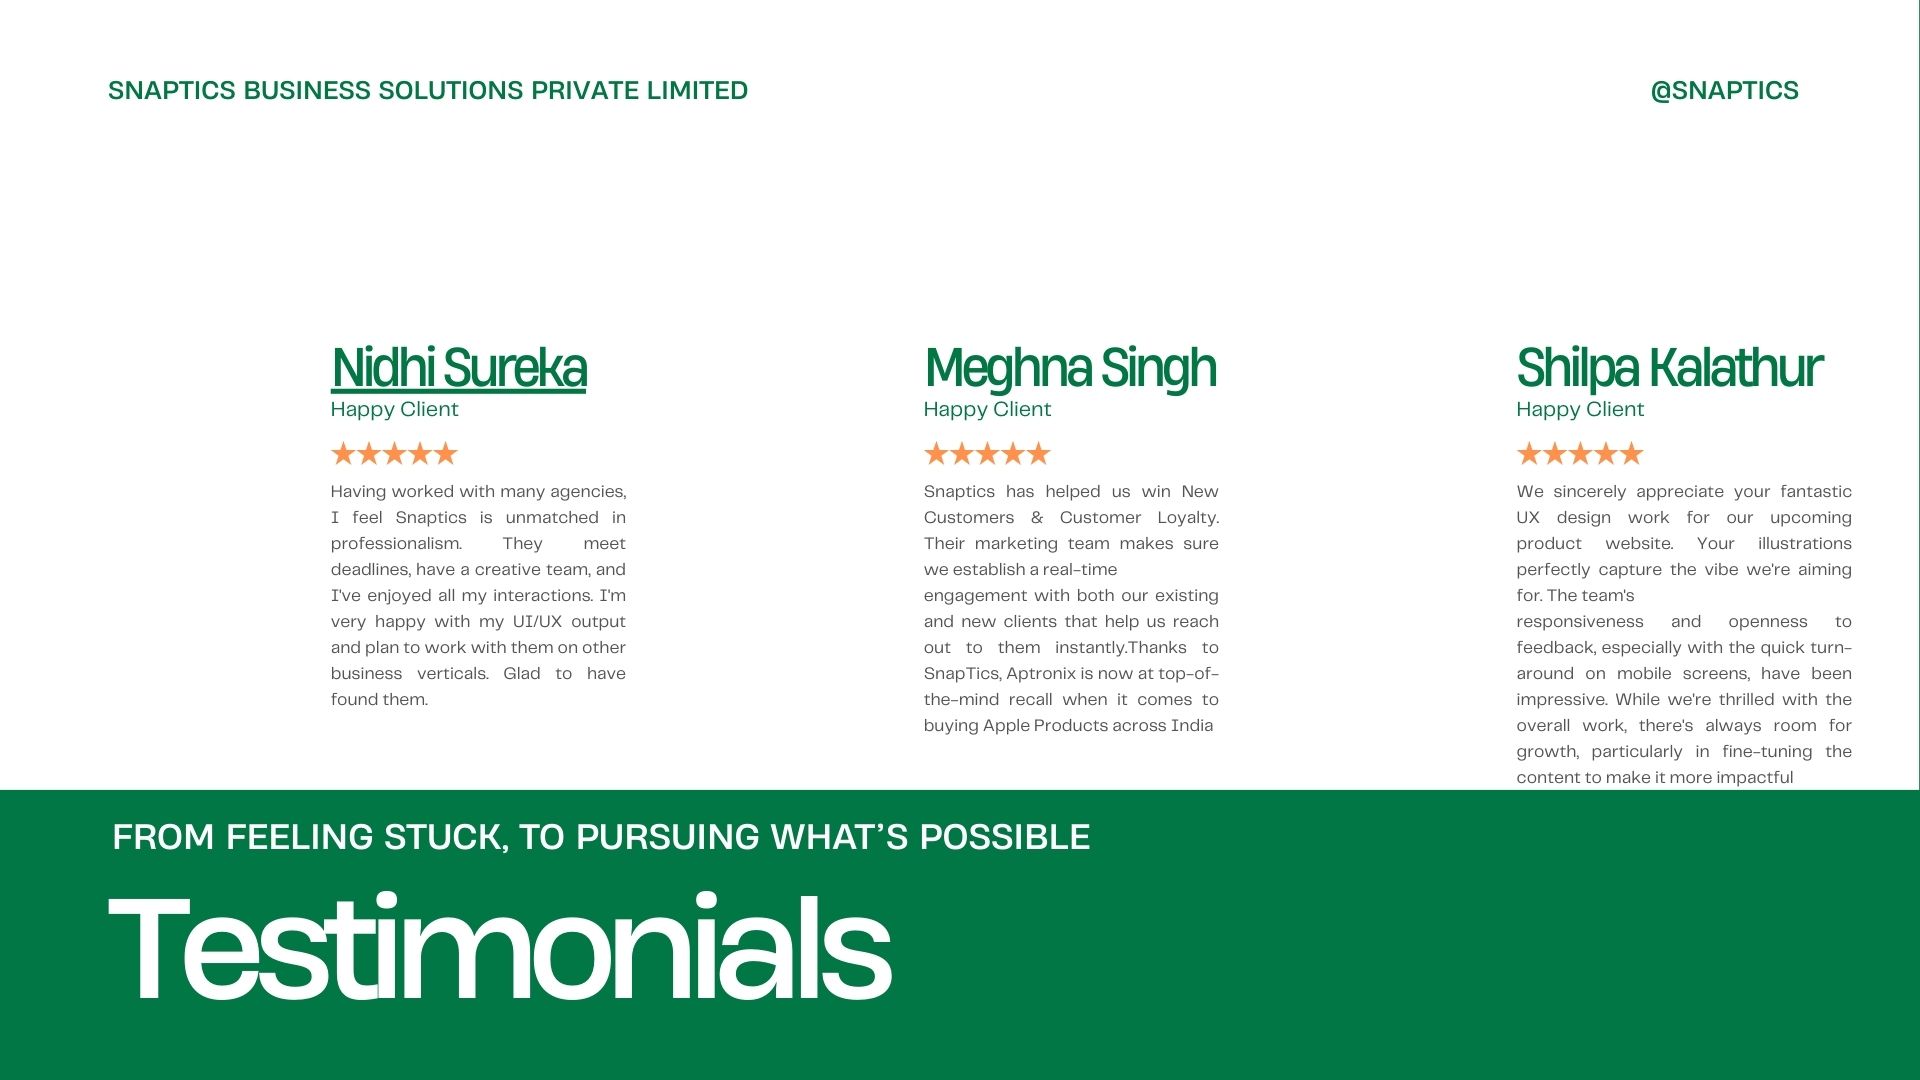 SNAPTICS BUSINESS SOLUTIONS PRIVATE LIMITED
@SNAPTICS
Nidhi Sureka
Happy Client
★★★★★
Having worked with many agencies,
I feel Snaptics is unmatched in
professionalism. They meet
deadlines, have a creative team, and
I've enjoyed all my interactions. I'm
very happy with my UI/UX output
and plan to work with them on other
business verticals. Glad to have
found them.
Meghna Singh
Happy Client
★★★★★
Snaptics has helped us win New
Customers & Customer Loyalty.
Their marketing team makes sure
we establish a real-time
engagement with both our existing
and new clients that help us reach
out to them instantly.Thanks to
SnapTics, Aptronix is now at top-of-
the-mind recall when it comes to
buying Apple Products across India
Shilpa Kalathur
Happy Client
★★★★★
We sincerely appreciate your fantastic
UX design work for our upcoming
product website. Your illustrations
perfectly capture the vibe we're aiming
for. The team's
responsiveness and openness to
feedback, especially with the quick turn-
around on mobile screens, have been
impressive. While we're thrilled with the
overall work, there's always room for
growth, particularly in fine-tuning the
content to make it more impactful
FROM FEELING STUCK, TO PURSUING WHAT’S POSSIBLE
Testimonials